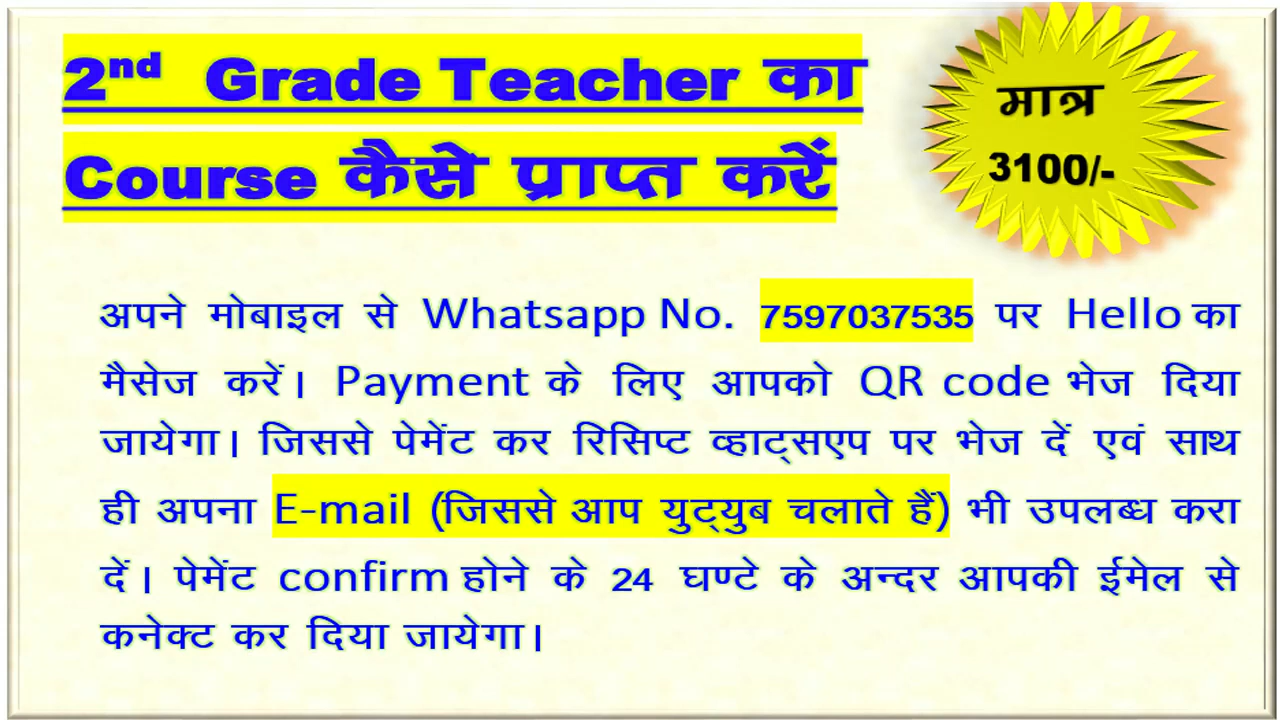 2nd Grade Teacher का
Course कैसे प्राप्त करें
मात्र
3100/-
अपने मोबाइल से Whatsapp No. 7597037535 पर Hello का
मैसेज करें। Payment के लिए आपको QR code भेज दिया
जायेगा। जिससे पेमेंट कर रिसिप्ट व्हाट्सएप पर भेज दें एवं साथ
ही अपना E-mail (जिससे आप युट्युब चलाते हैं) भी उपलब्ध करा
दें। पेमेंट confirm होने के 24 घण्टे के अन्दर आपकी ईमेल से
कनेक्ट कर दिया जायेगा।